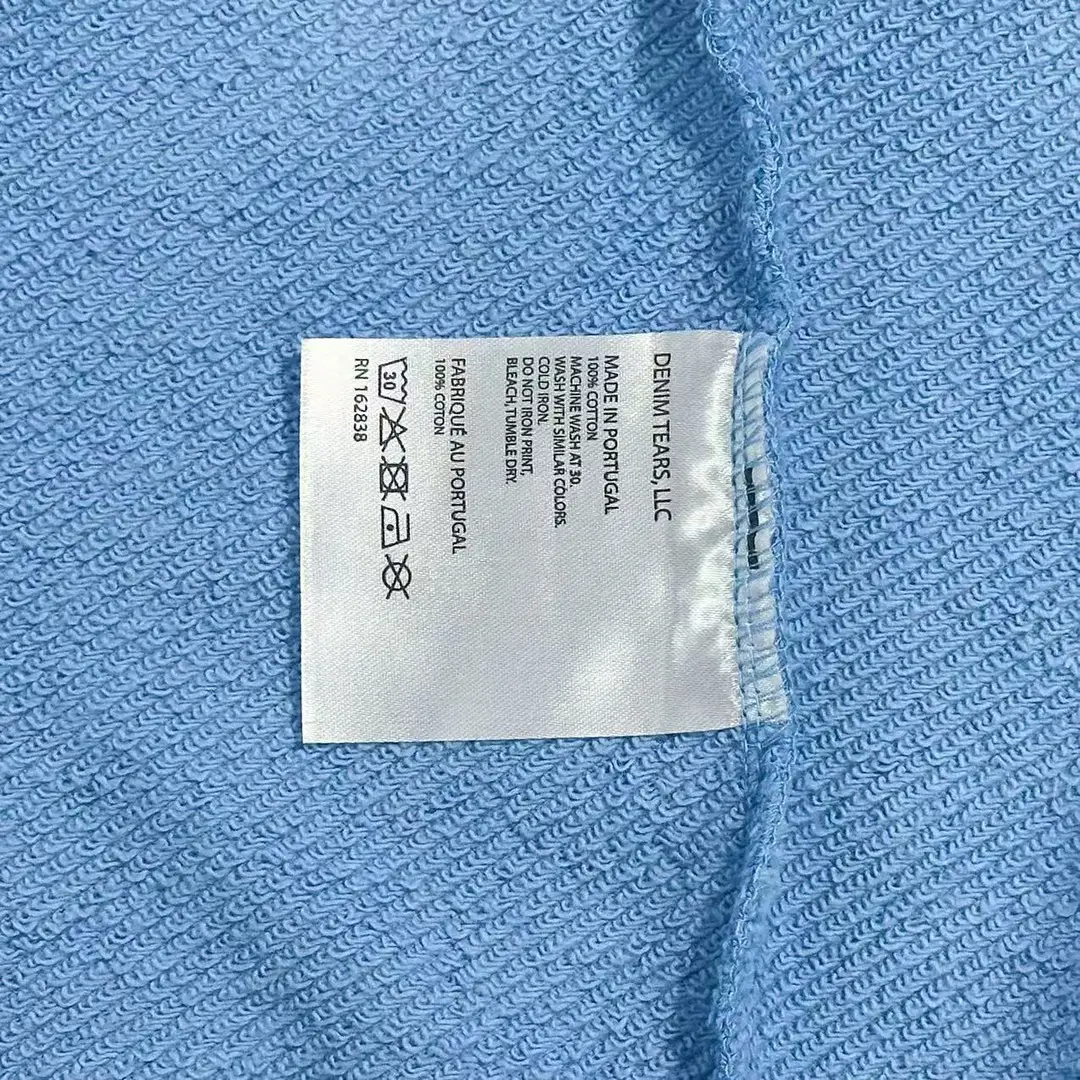 DENIM TEARS, LLC
MADE IN PORTUGAL
100% COTTON
MACHINE WASH AT 30.
WASH WITH SIMILAR COLORS.
COLD IRON.
DO NOT IRON PRINT,
BLEACH, TUMBLE DRY.
FABRIQUÉ AU PORTUGAL
100% COTON
30
RN 162838